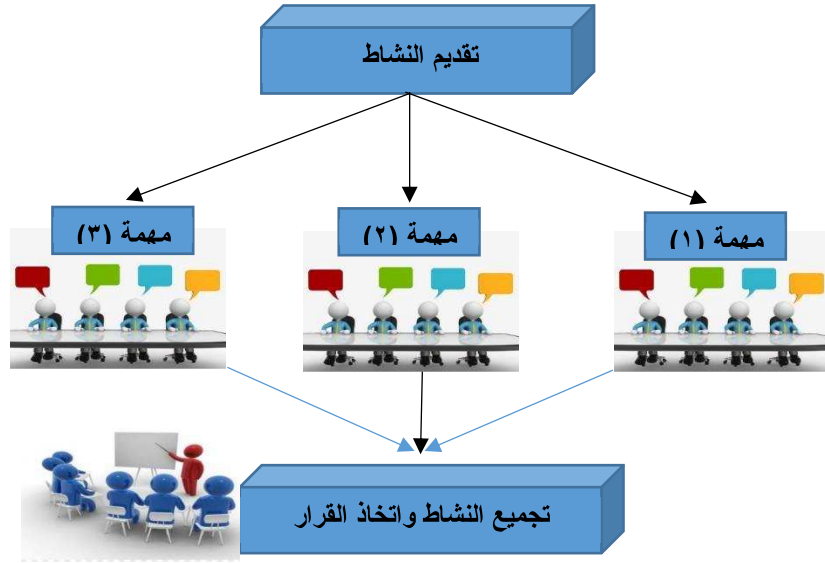 تقديم النشاط
مهمة (١)
مهمة (٢)
مهمة (٣)
تجميع النشاط واتخاذ القرار